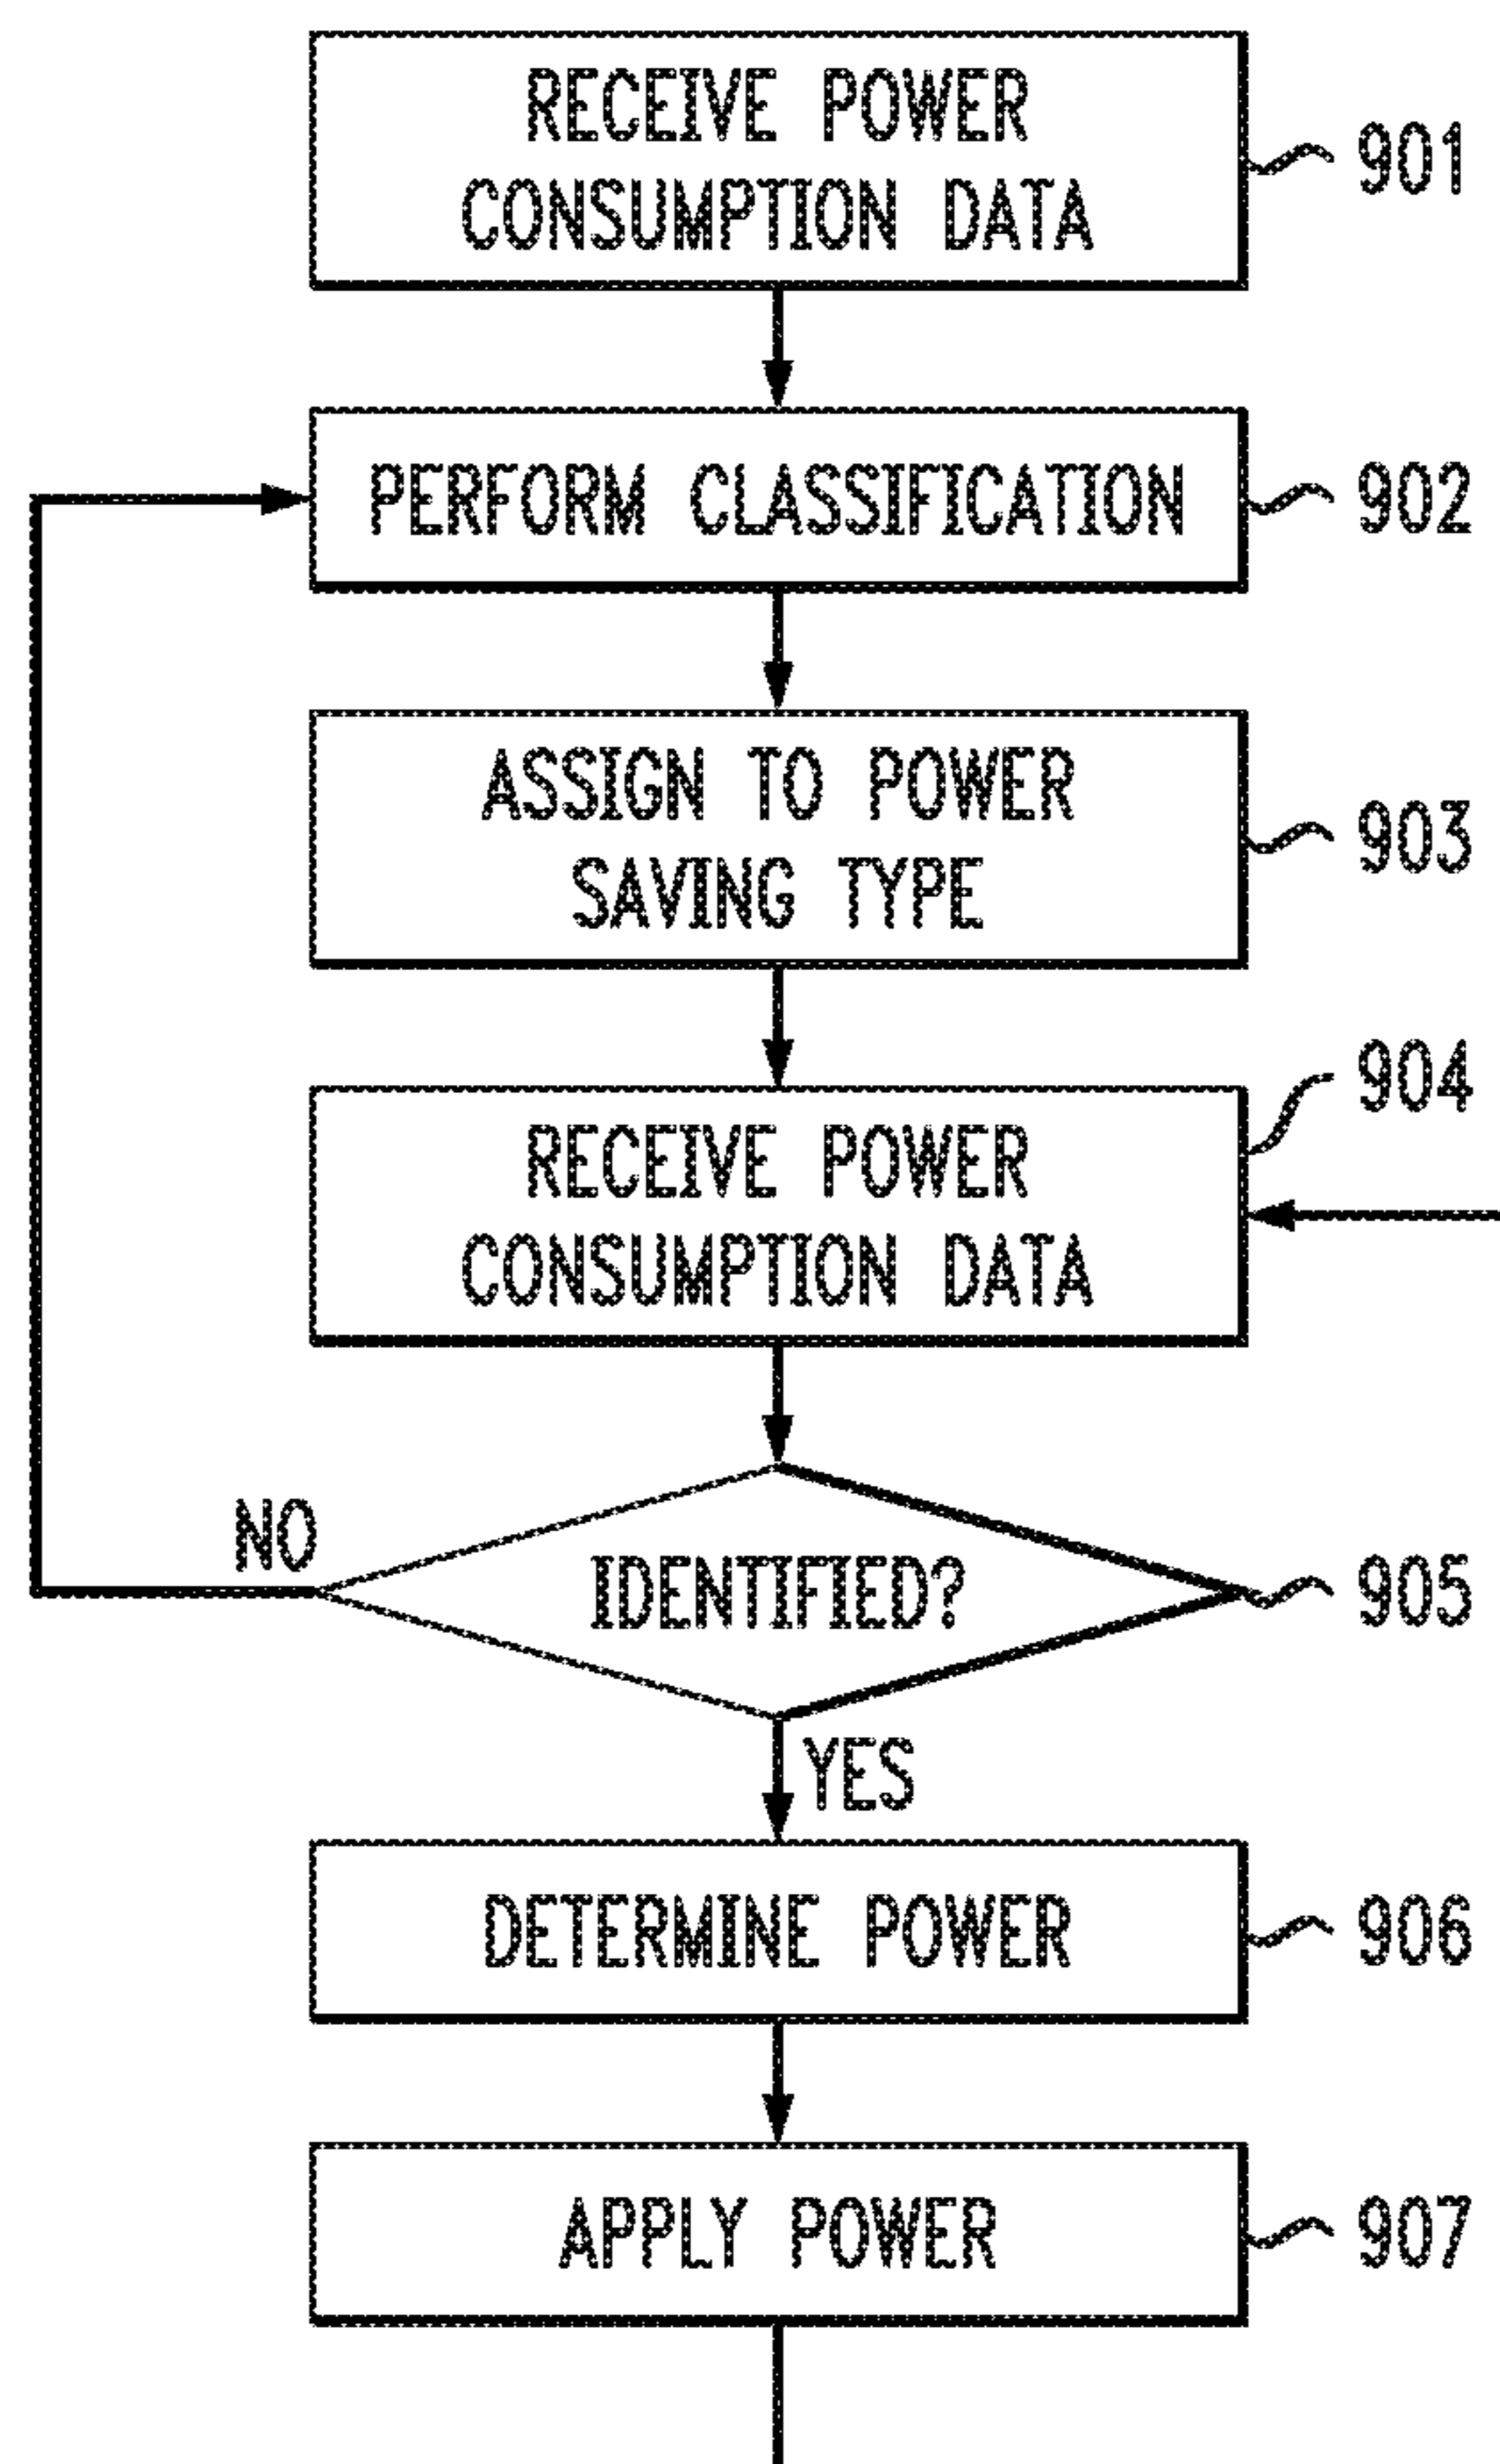 RECEIVE POWER
CONSUMPTION DATA
901
PERFORM CLASSIFICATION
902
ASSIGN TO POWER
SAVING TYPE
903
904
RECEIVE POWER
CONSUMPTION DATA
NO
IDENTIFIED?
905
YES
DETERMINE POWER
906
APPLY POWER
907